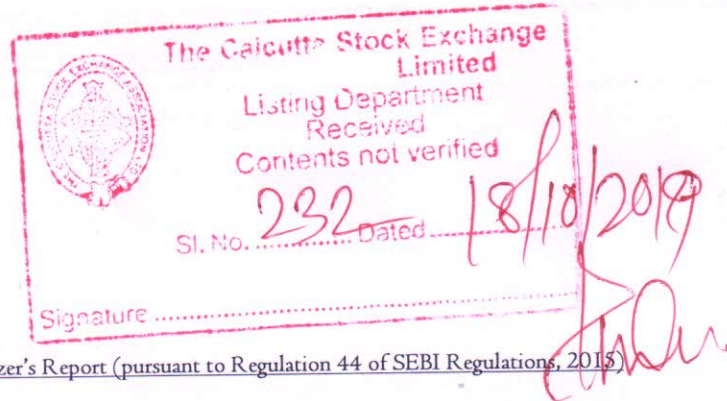 The Calcutta Stock Exchange
Limited
Listing Department
Received
Contents not verified
Sl. No. 232 Dated 18/10/2019
Signature
zer's Report (pursuant to Regulation 44 of SEBI Regulations, 2015)